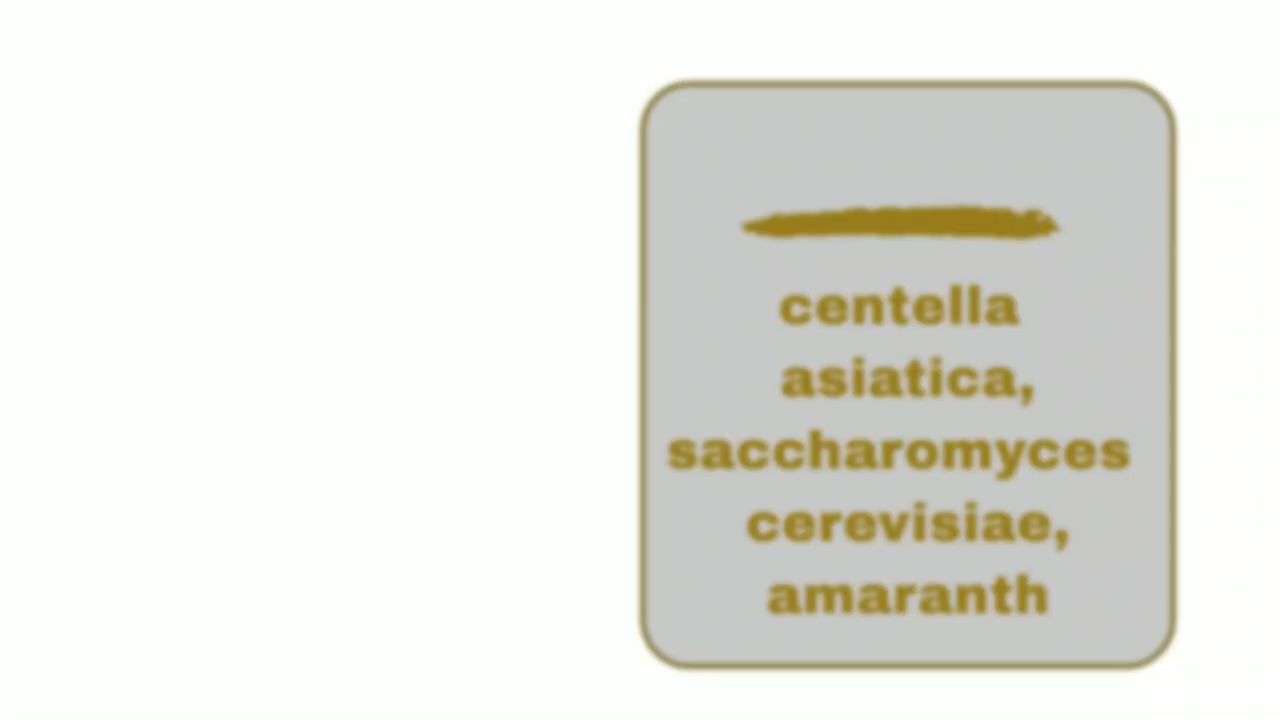 centella
asiatica,
saccharomyces
cerevisiae,
amaranth